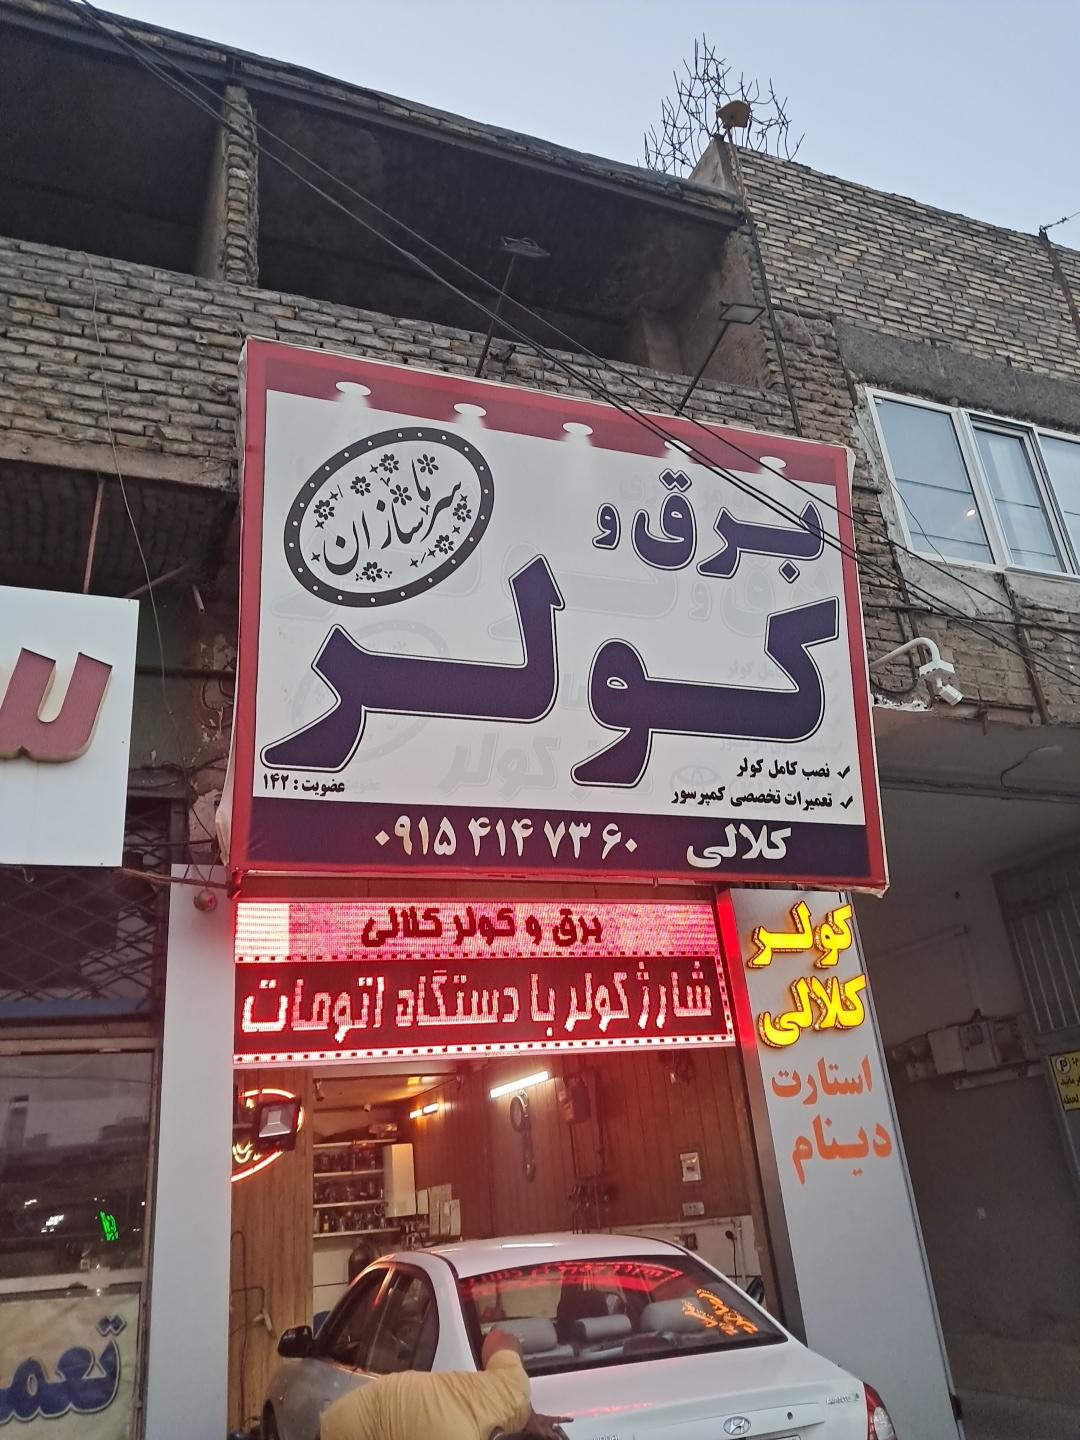 برق و
کولر
سرماسازان
✓ نصب کامل کولر
✓ تعمیرات تخصصی کمپرسور
عضویت : ۱۴۲
کلالی ۰۹۱۵ ۴۱۴ ۷۳ ۶۰
برق و کولر کلالی
شارژ کولر با دستگاه اتومات
کولر
کلالی
استارت
دینام
تعمی